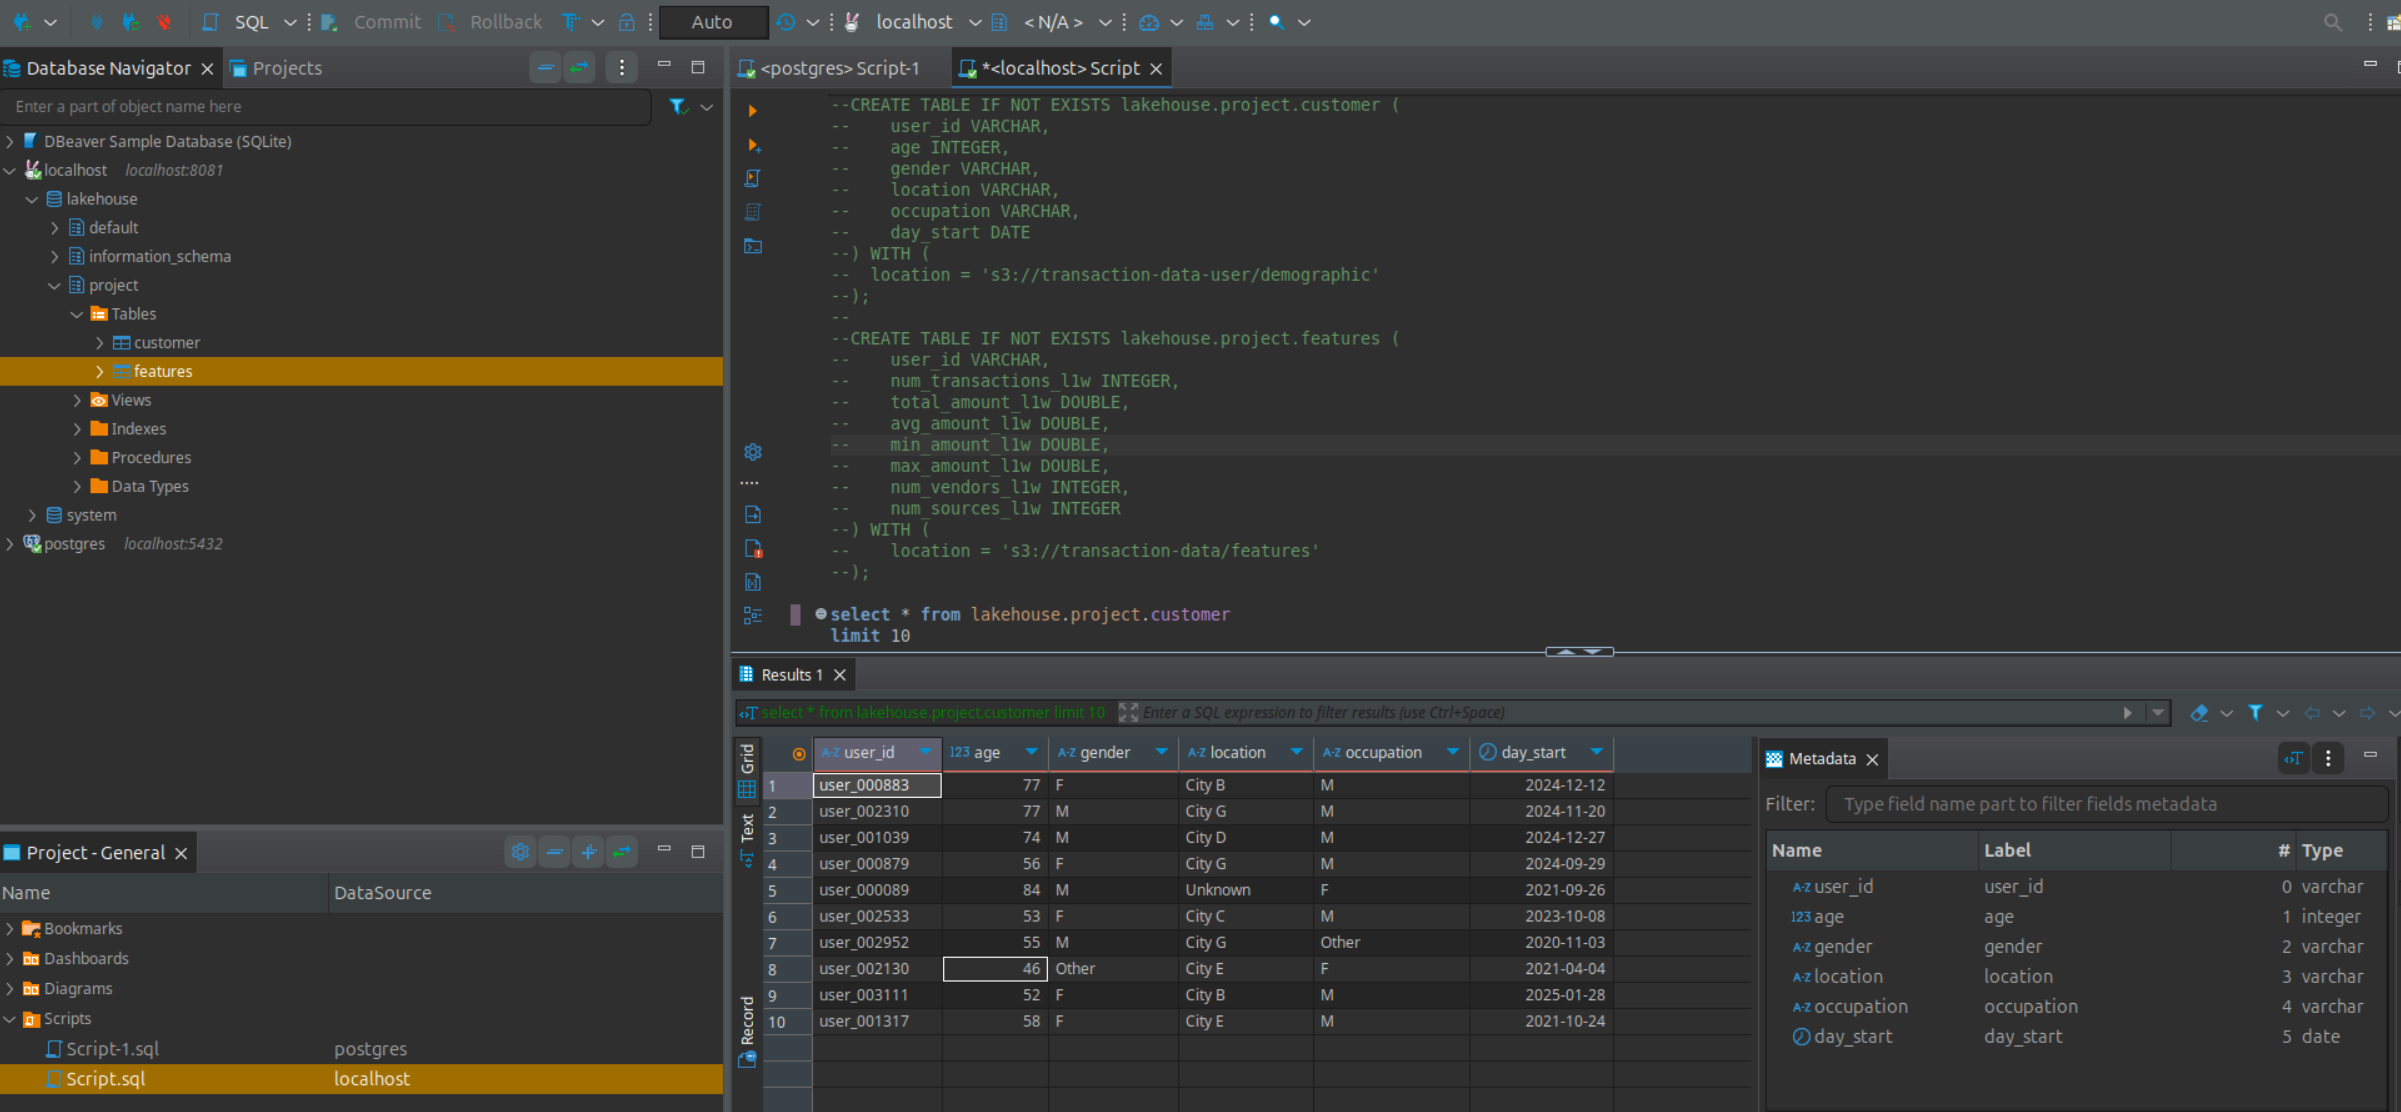 SQL Commit Rollback Auto localhost < N/A >
Database Navigator Projects
Enter a part of object name here
DBeaver Sample Database (SQLite)
localhost localhost:8081
lakehouse
default
information_schema
project
Tables
customer
features
Views
Indexes
Procedures
Data Types
system
postgres localhost:5432
Project - General
Name DataSource
Bookmarks
Dashboards
Diagrams
Scripts
Script-1.sql postgres
Script.sql localhost
<postgres> Script-1 *<localhost> Script
--CREATE TABLE IF NOT EXISTS lakehouse.project.customer (
-- user_id VARCHAR,
-- age INTEGER,
-- gender VARCHAR,
-- location VARCHAR,
-- occupation VARCHAR,
-- day_start DATE
--) WITH (
-- location = 's3://transaction-data-user/demographic'
--);
--
--CREATE TABLE IF NOT EXISTS lakehouse.project.features (
-- user_id VARCHAR,
-- num_transactions_l1w INTEGER,
-- total_amount_l1w DOUBLE,
-- avg_amount_l1w DOUBLE,
-- min_amount_l1w DOUBLE,
-- max_amount_l1w DOUBLE,
-- num_vendors_l1w INTEGER,
-- num_sources_l1w INTEGER
--) WITH (
-- location = 's3://transaction-data/features'
--);
select * from lakehouse.project.customer
limit 10
Results 1
select * from lakehouse.project.customer limit 10 Enter a SQL expression to filter results (use Ctrl+Space)
Grid
Text
Record
A-Z user_id 123 age A-Z gender A-Z location A-Z occupation day_start
1 user_000883 77 F City B M 2024-12-12
2 user_002310 77 M City G M 2024-11-20
3 user_001039 74 M City D M 2024-12-27
4 user_000879 56 F City G M 2024-09-29
5 user_000089 84 M Unknown F 2021-09-26
6 user_002533 53 F City C M 2023-10-08
7 user_002952 55 M City G Other 2020-11-03
8 user_002130 46 Other City E F 2021-04-04
9 user_003111 52 F City B M 2025-01-28
10 user_001317 58 F City E M 2021-10-24
Metadata
Filter: Type field name part to filter fields metadata
Name Label # Type
A-Z user_id user_id 0 varchar
123 age age 1 integer
A-Z gender gender 2 varchar
A-Z location location 3 varchar
A-Z occupation occupation 4 varchar
day_start day_start 5 date